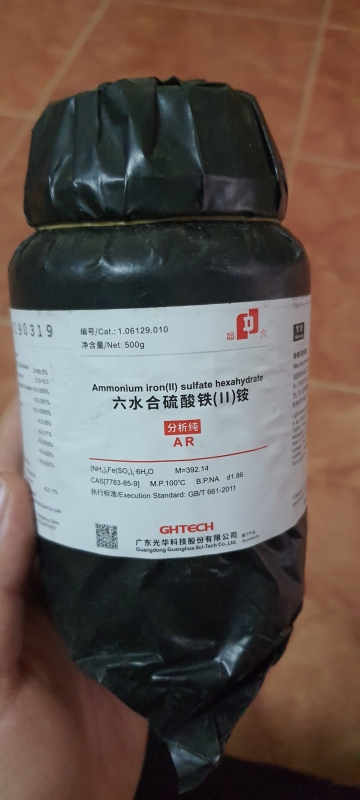 290319
编号/Cat.: 1.06129.010
净含量/Net: 500g
Ammonium iron(II) sulfate hexahydrate
六水合硫酸铁(II)铵
分析纯
AR
(NH₄)₂Fe(SO₄)₂·6H₂O M=392.14
CAS[7783-85-9] M.P.100°C B.P.NA d1.86
执行标准/Execution Standard: GB/T 661-2011
GHTECH
广东光华科技股份有限公司
Guangdong Guanghua Sci-Tech Co.,Ltd.